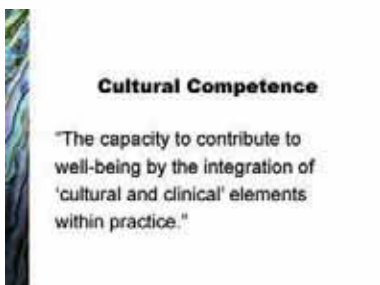 Cultural Competence
"The capacity to contribute to
well-being by the integration of
'cultural and clinical' elements
within practice."